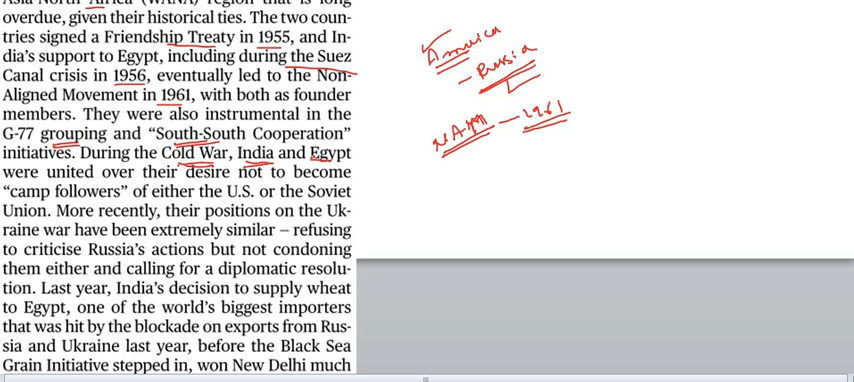 Asia-North Africa (WANA) region that is long
overdue, given their historical ties. The two coun-
tries signed a Friendship Treaty in 1955, and In-
dia's support to Egypt, including during the Suez
Canal crisis in 1956, eventually led to the Non-
Aligned Movement in 1961, with both as founder
members. They were also instrumental in the
G-77 grouping and “South-South Cooperation”
initiatives. During the Cold War, India and Egypt
were united over their desire not to become
“camp followers” of either the U.S. or the Soviet
Union. More recently, their positions on the Uk-
raine war have been extremely similar – refusing
to criticise Russia's actions but not condoning
them either and calling for a diplomatic resolu-
tion. Last year, India's decision to supply wheat
to Egypt, one of the world's biggest importers
that was hit by the blockade on exports from Rus-
sia and Ukraine last year, before the Black Sea
Grain Initiative stepped in, won New Delhi much
America
- Russia
NAM - 1961